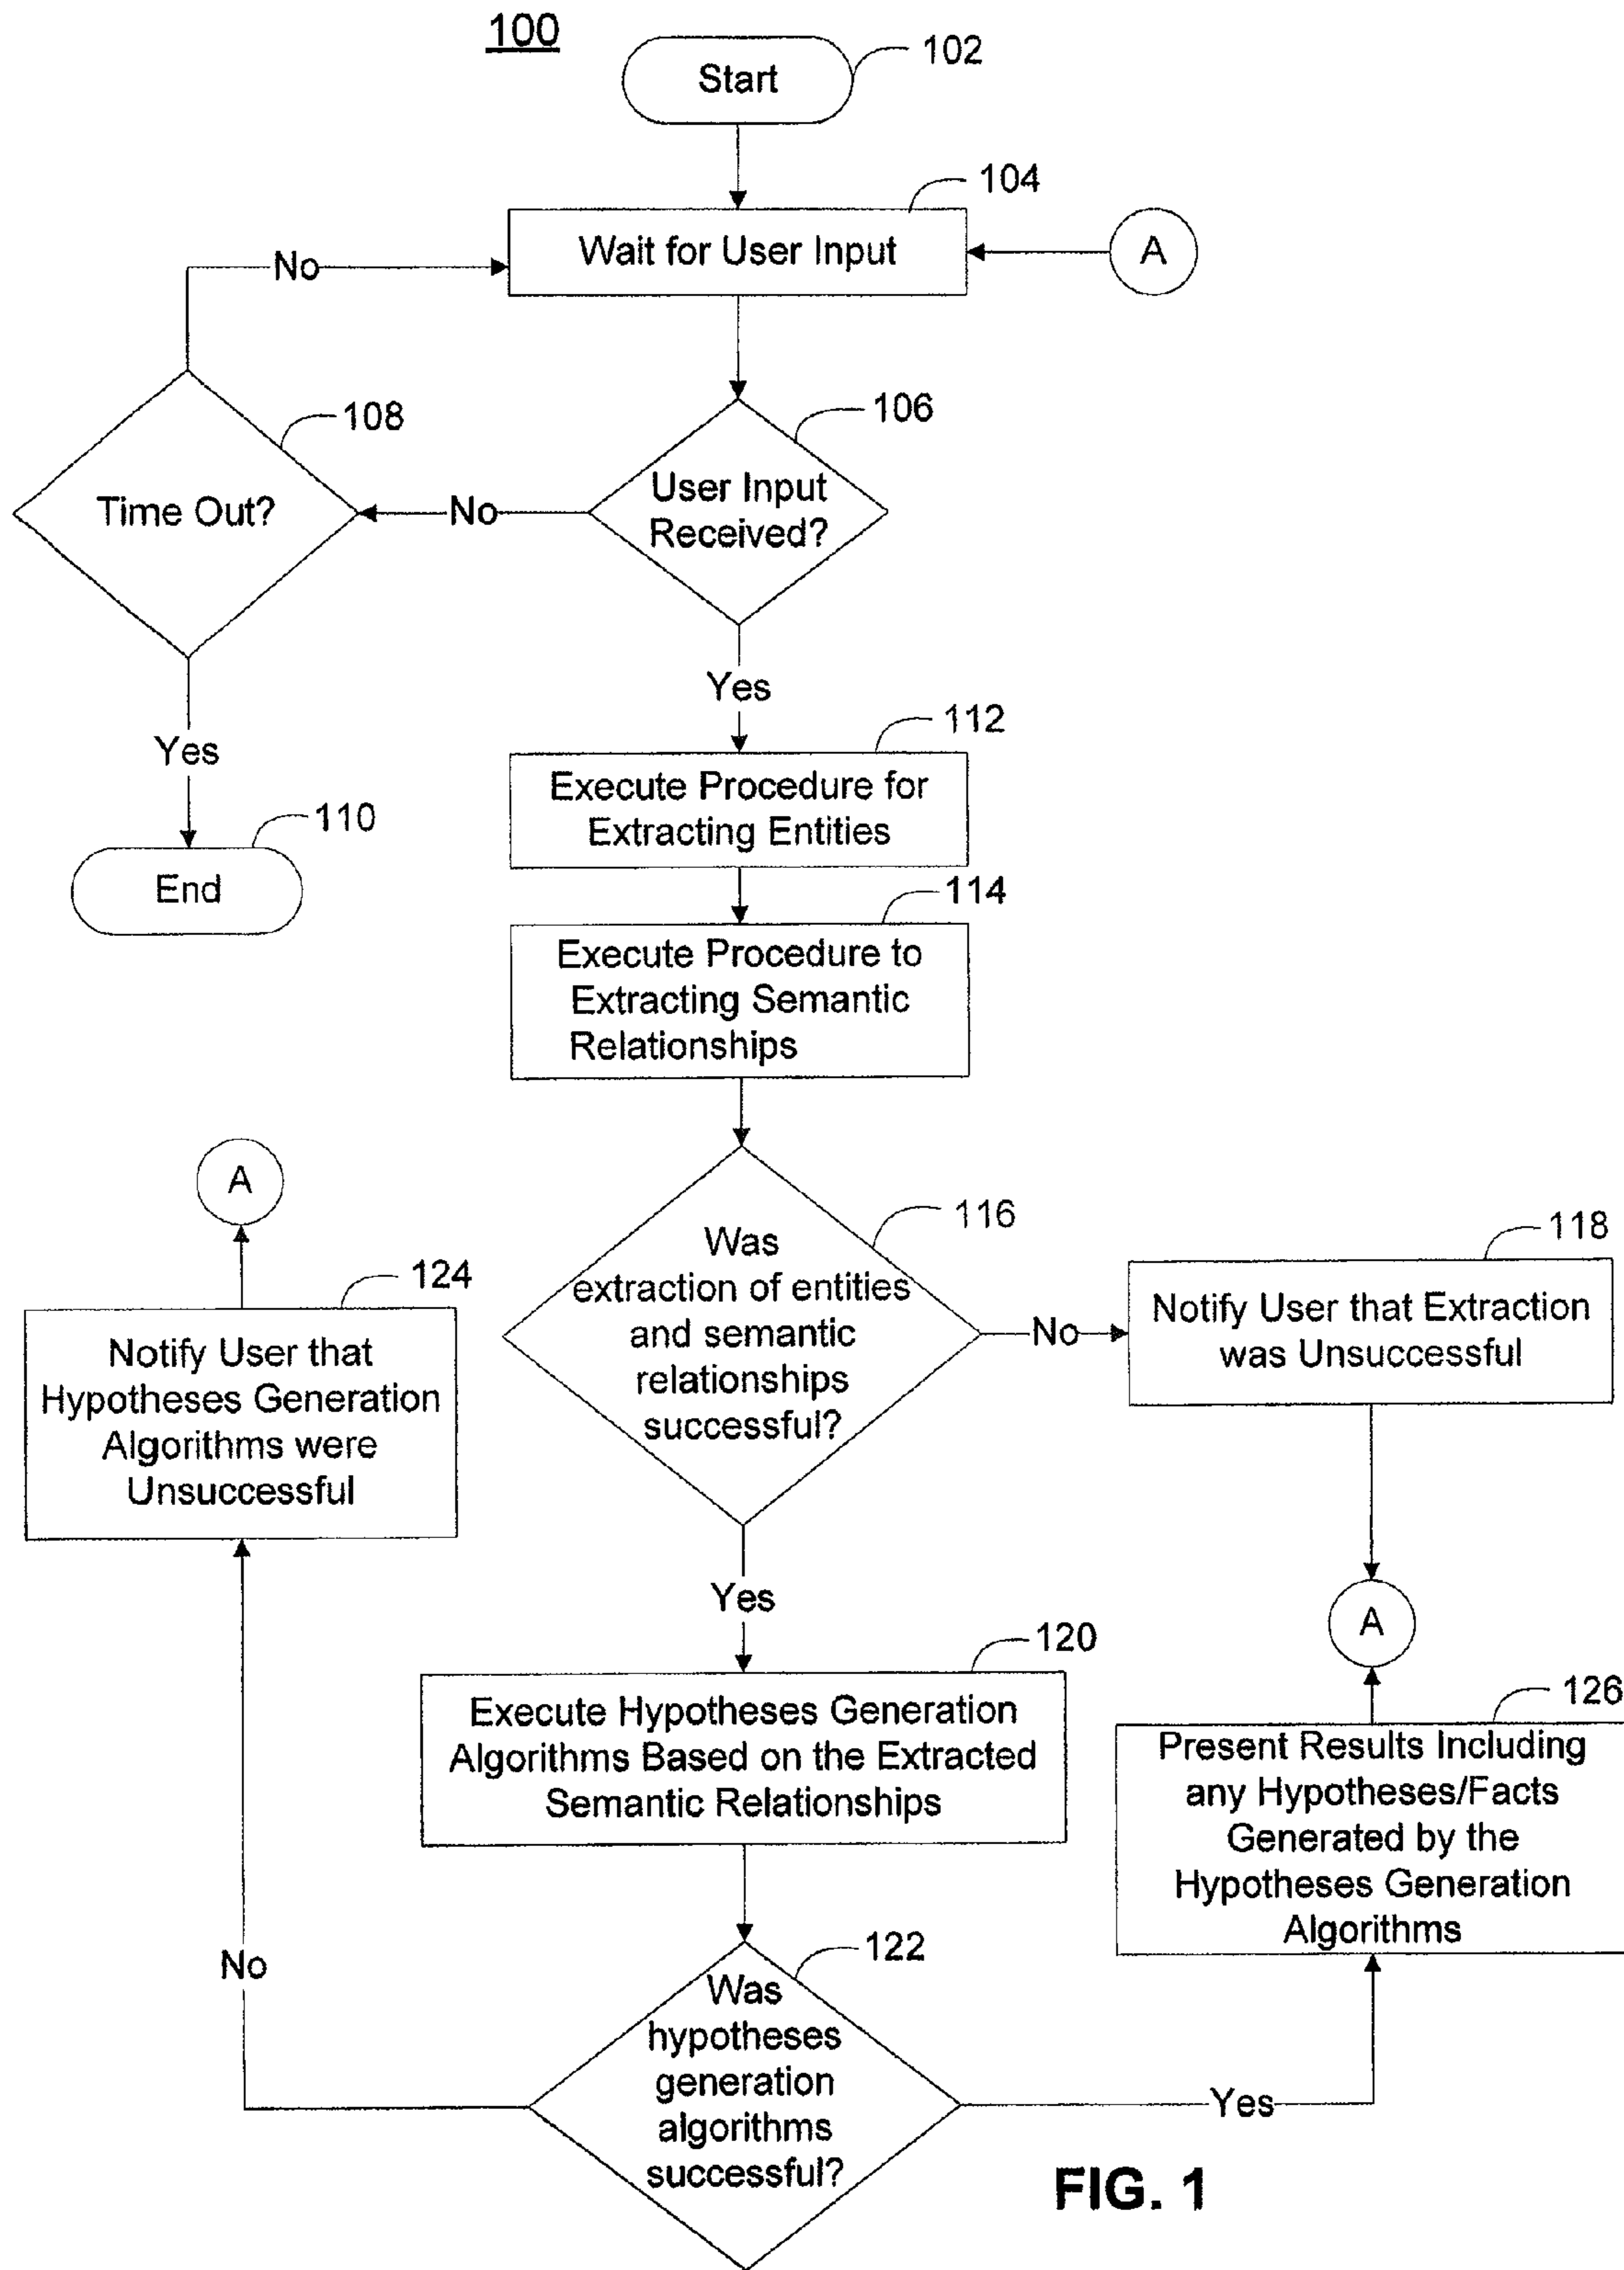 100
Start
102
104
Wait for User Input
A
No
108
106
Time Out?
No
User Input
Received?
Yes
Yes
112
Execute Procedure for
Extracting Entities
110
End
114
Execute Procedure to
Extracting Semantic
Relationships
A
116
Was
extraction of entities
and semantic
relationships
successful?
No
118
Notify User that Extraction
was Unsuccessful
124
Notify User that
Hypotheses Generation
Algorithms were
Unsuccessful
Yes
A
120
Execute Hypotheses Generation
Algorithms Based on the Extracted
Semantic Relationships
126
Present Results Including
any Hypotheses/Facts
Generated by the
Hypotheses Generation
Algorithms
No
122
Was
hypotheses
generation
algorithms
successful?
Yes
FIG. 1